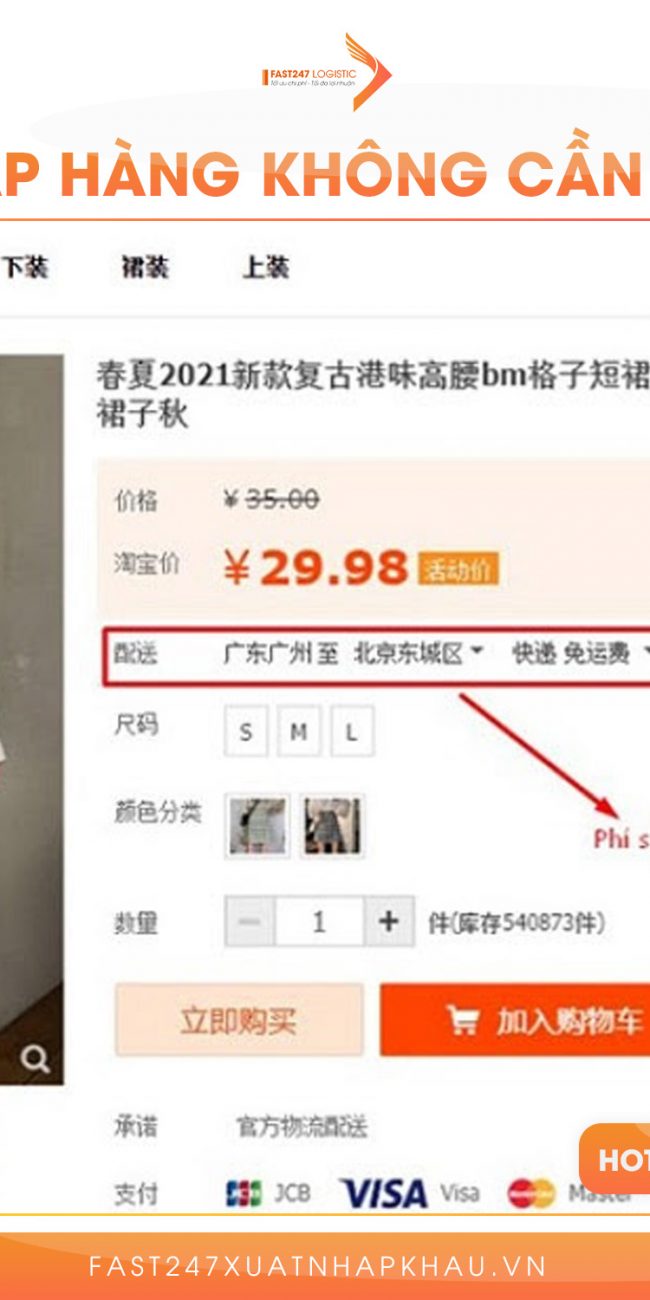 FAST247 LOGISTIC
Tối ưu chi phí - Tối đa lợi nhuận
ẬP HÀNG KHÔNG CẦN
下装 裙装 上装
春夏2021新款复古港味高腰bm格子短裙
裙子秋
价格 ¥ 35.00
淘宝价 ¥ 29.98 活动价
配送 广东广州 至 北京东城区 快递 免运费
尺码 S M L
Phí s
颜色分类
数量 − 1 + 件(库存540873件)
立即购买 加入购物车
承诺 官方物流配送
HOT
支付 JCB JCB VISA Visa Master
FAST247XUATNHAPKHAU.VN